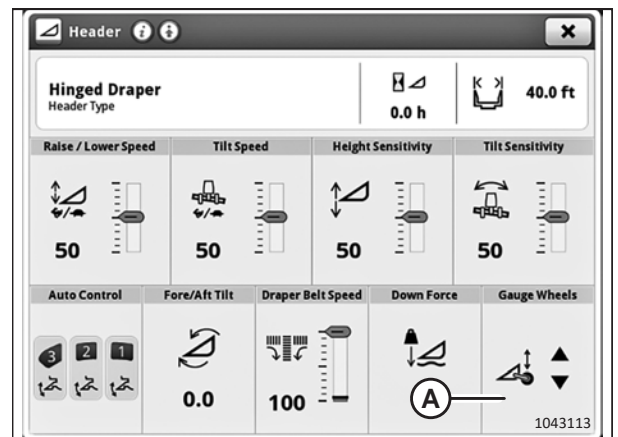 Header
Hinged Draper
Header Type
0.0 h
40.0 ft
Raise / Lower Speed
Tilt Speed
Height Sensitivity
Tilt Sensitivity
50
50
50
50
Auto Control
Fore/Aft Tilt
Draper Belt Speed
Down Force
Gauge Wheels
3 2 1
0.0
100
A
1043113